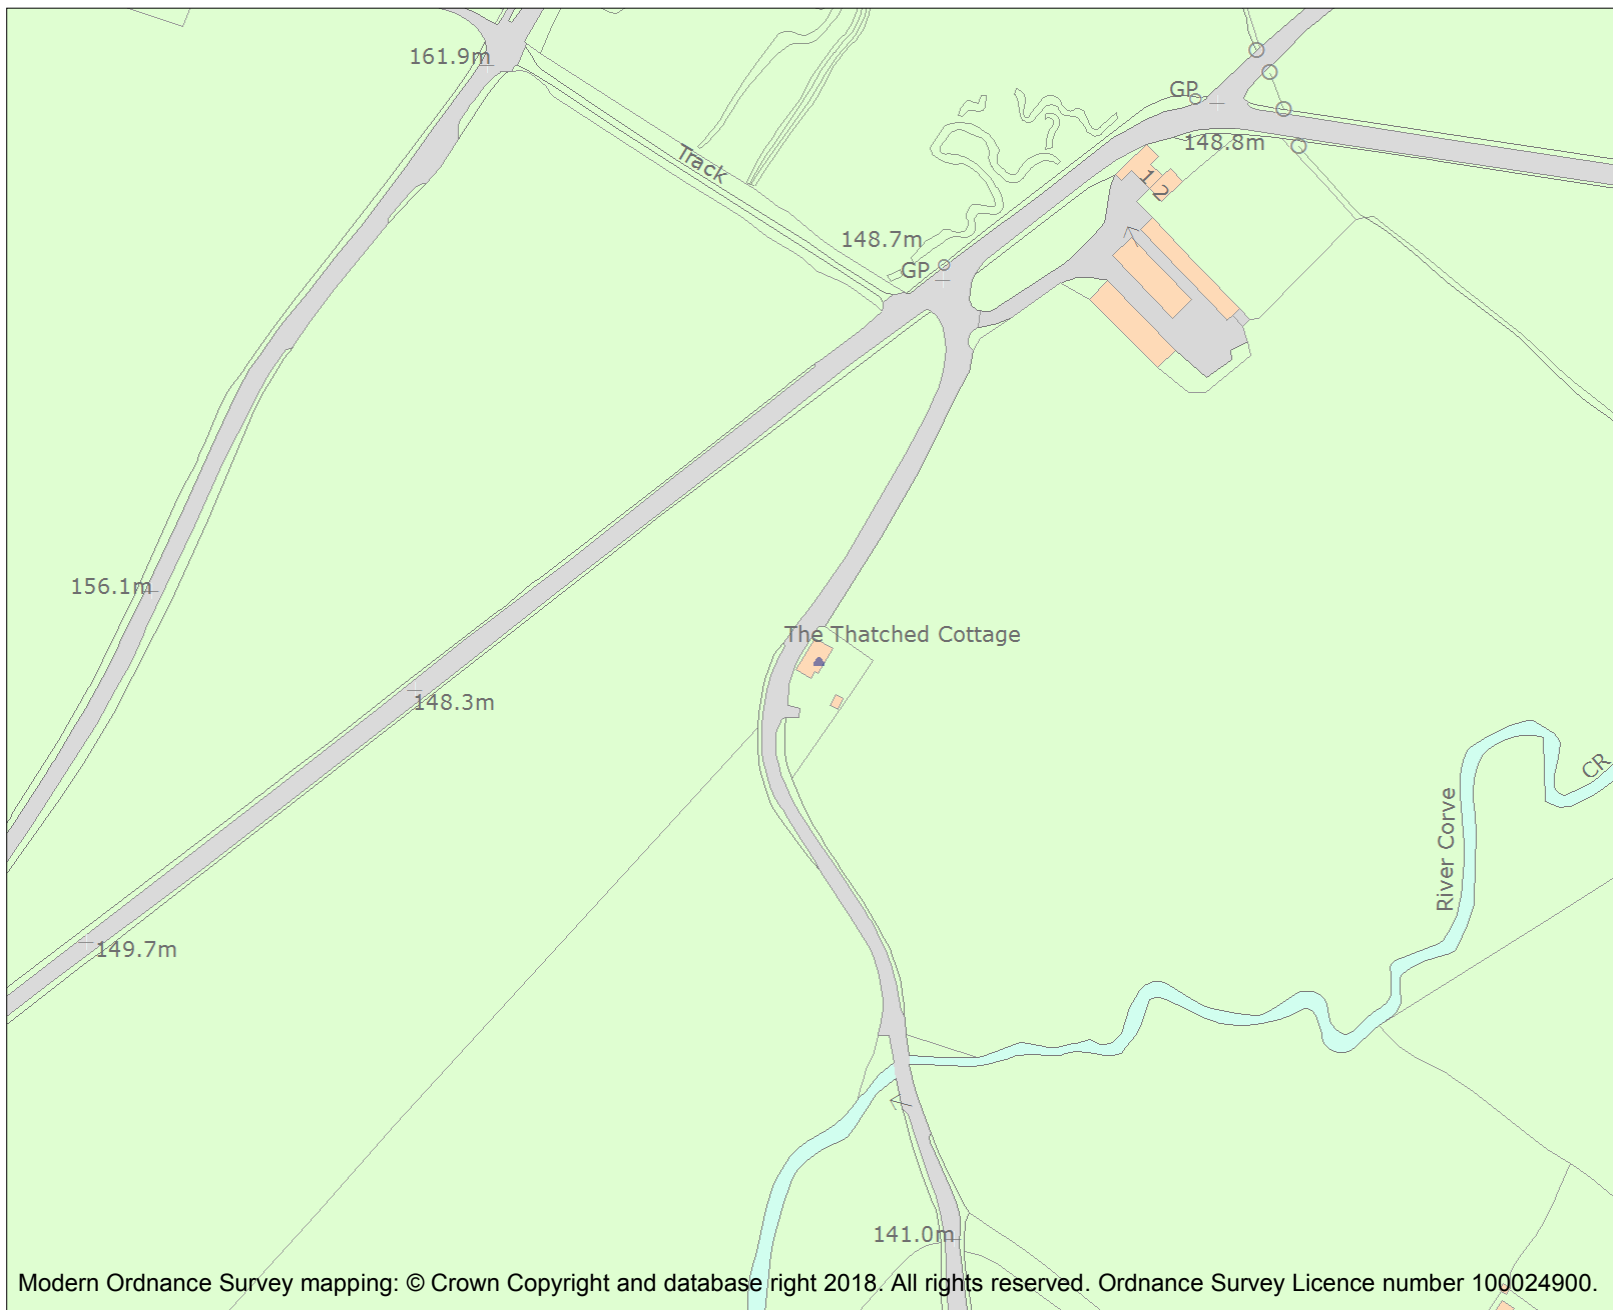 161.9m
GP
148.8m
Track
1
2
148.7m
GP
156.1m
The Thatched Cottage
148.3m
CR
River Corve
149.7m
141.0m
Modern Ordnance Survey mapping: © Crown Copyright and database right 2018. All rights reserved. Ordnance Survey Licence number 100024900.